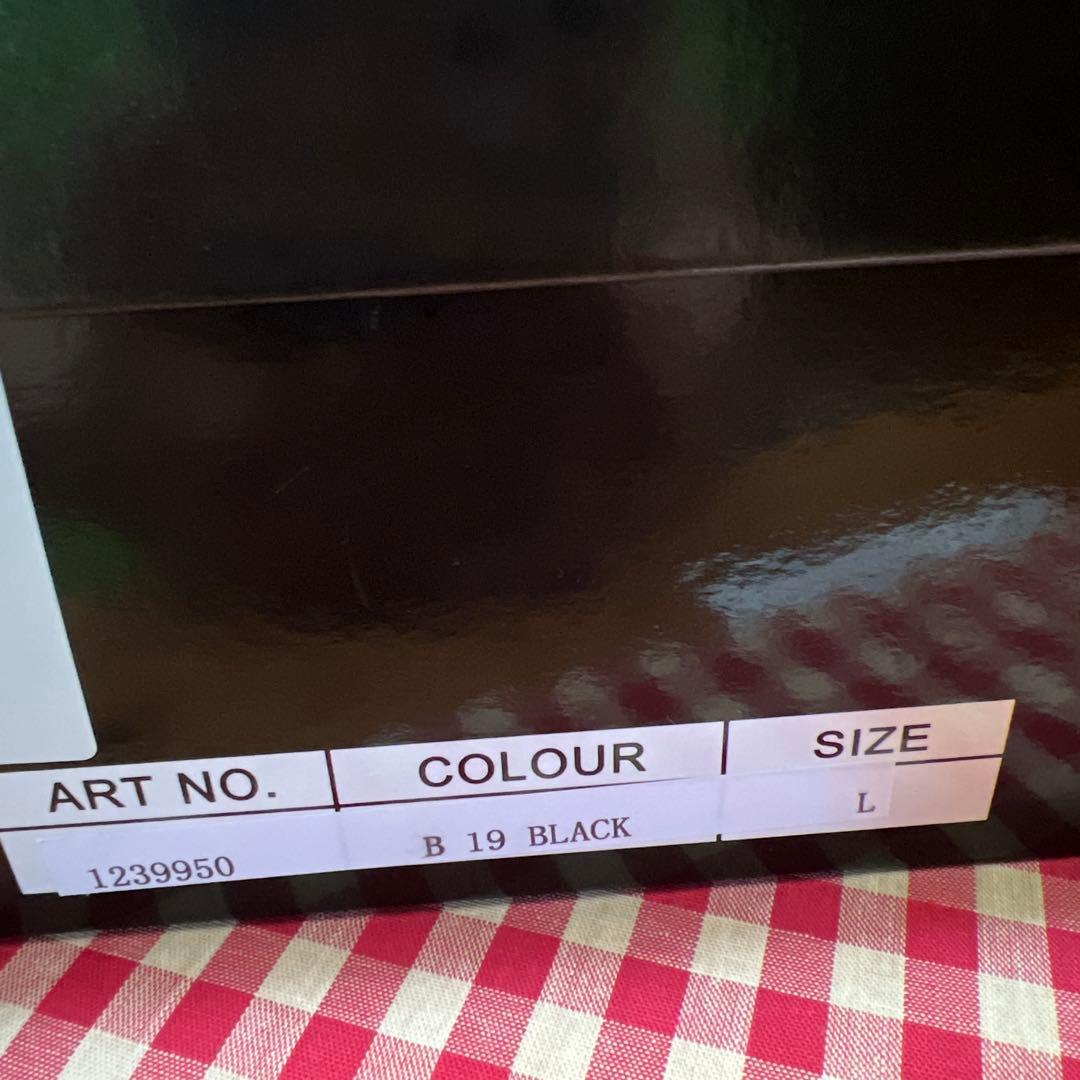 ART NO. COLOUR SIZE
1239950 B 19 BLACK L